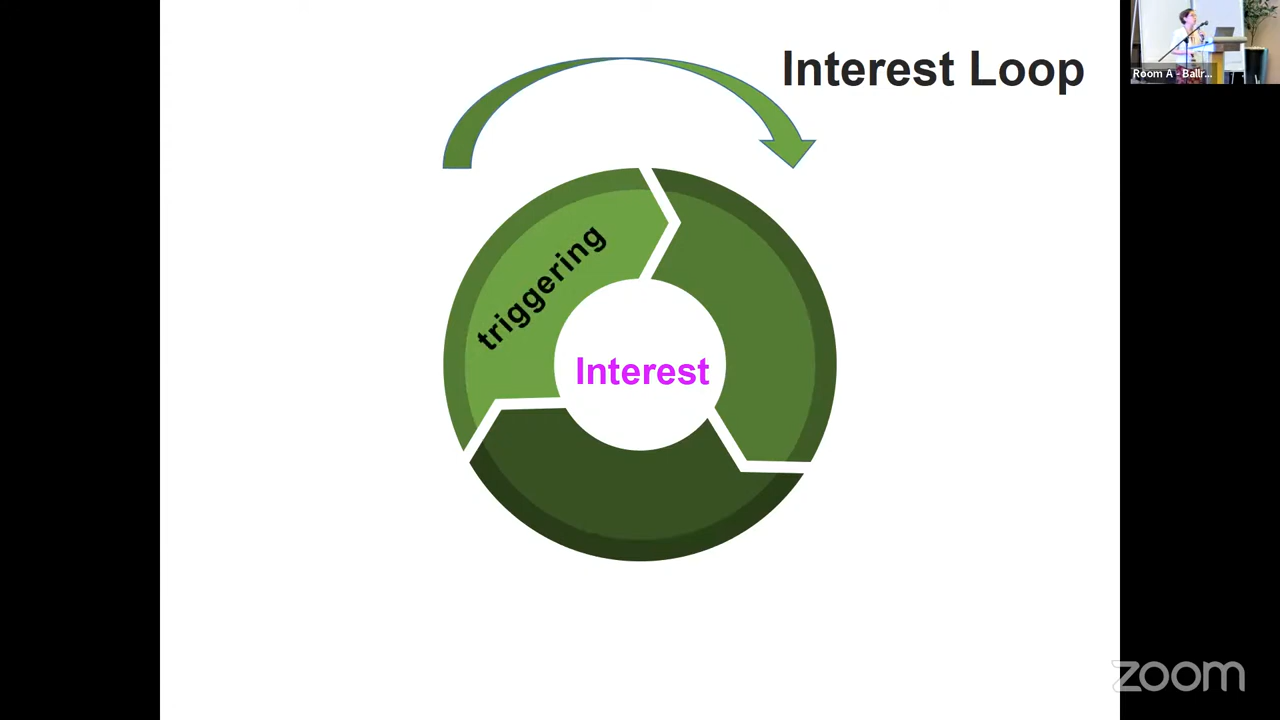 Interest Loop
Room A - Ballr...
triggering
Interest
zoom